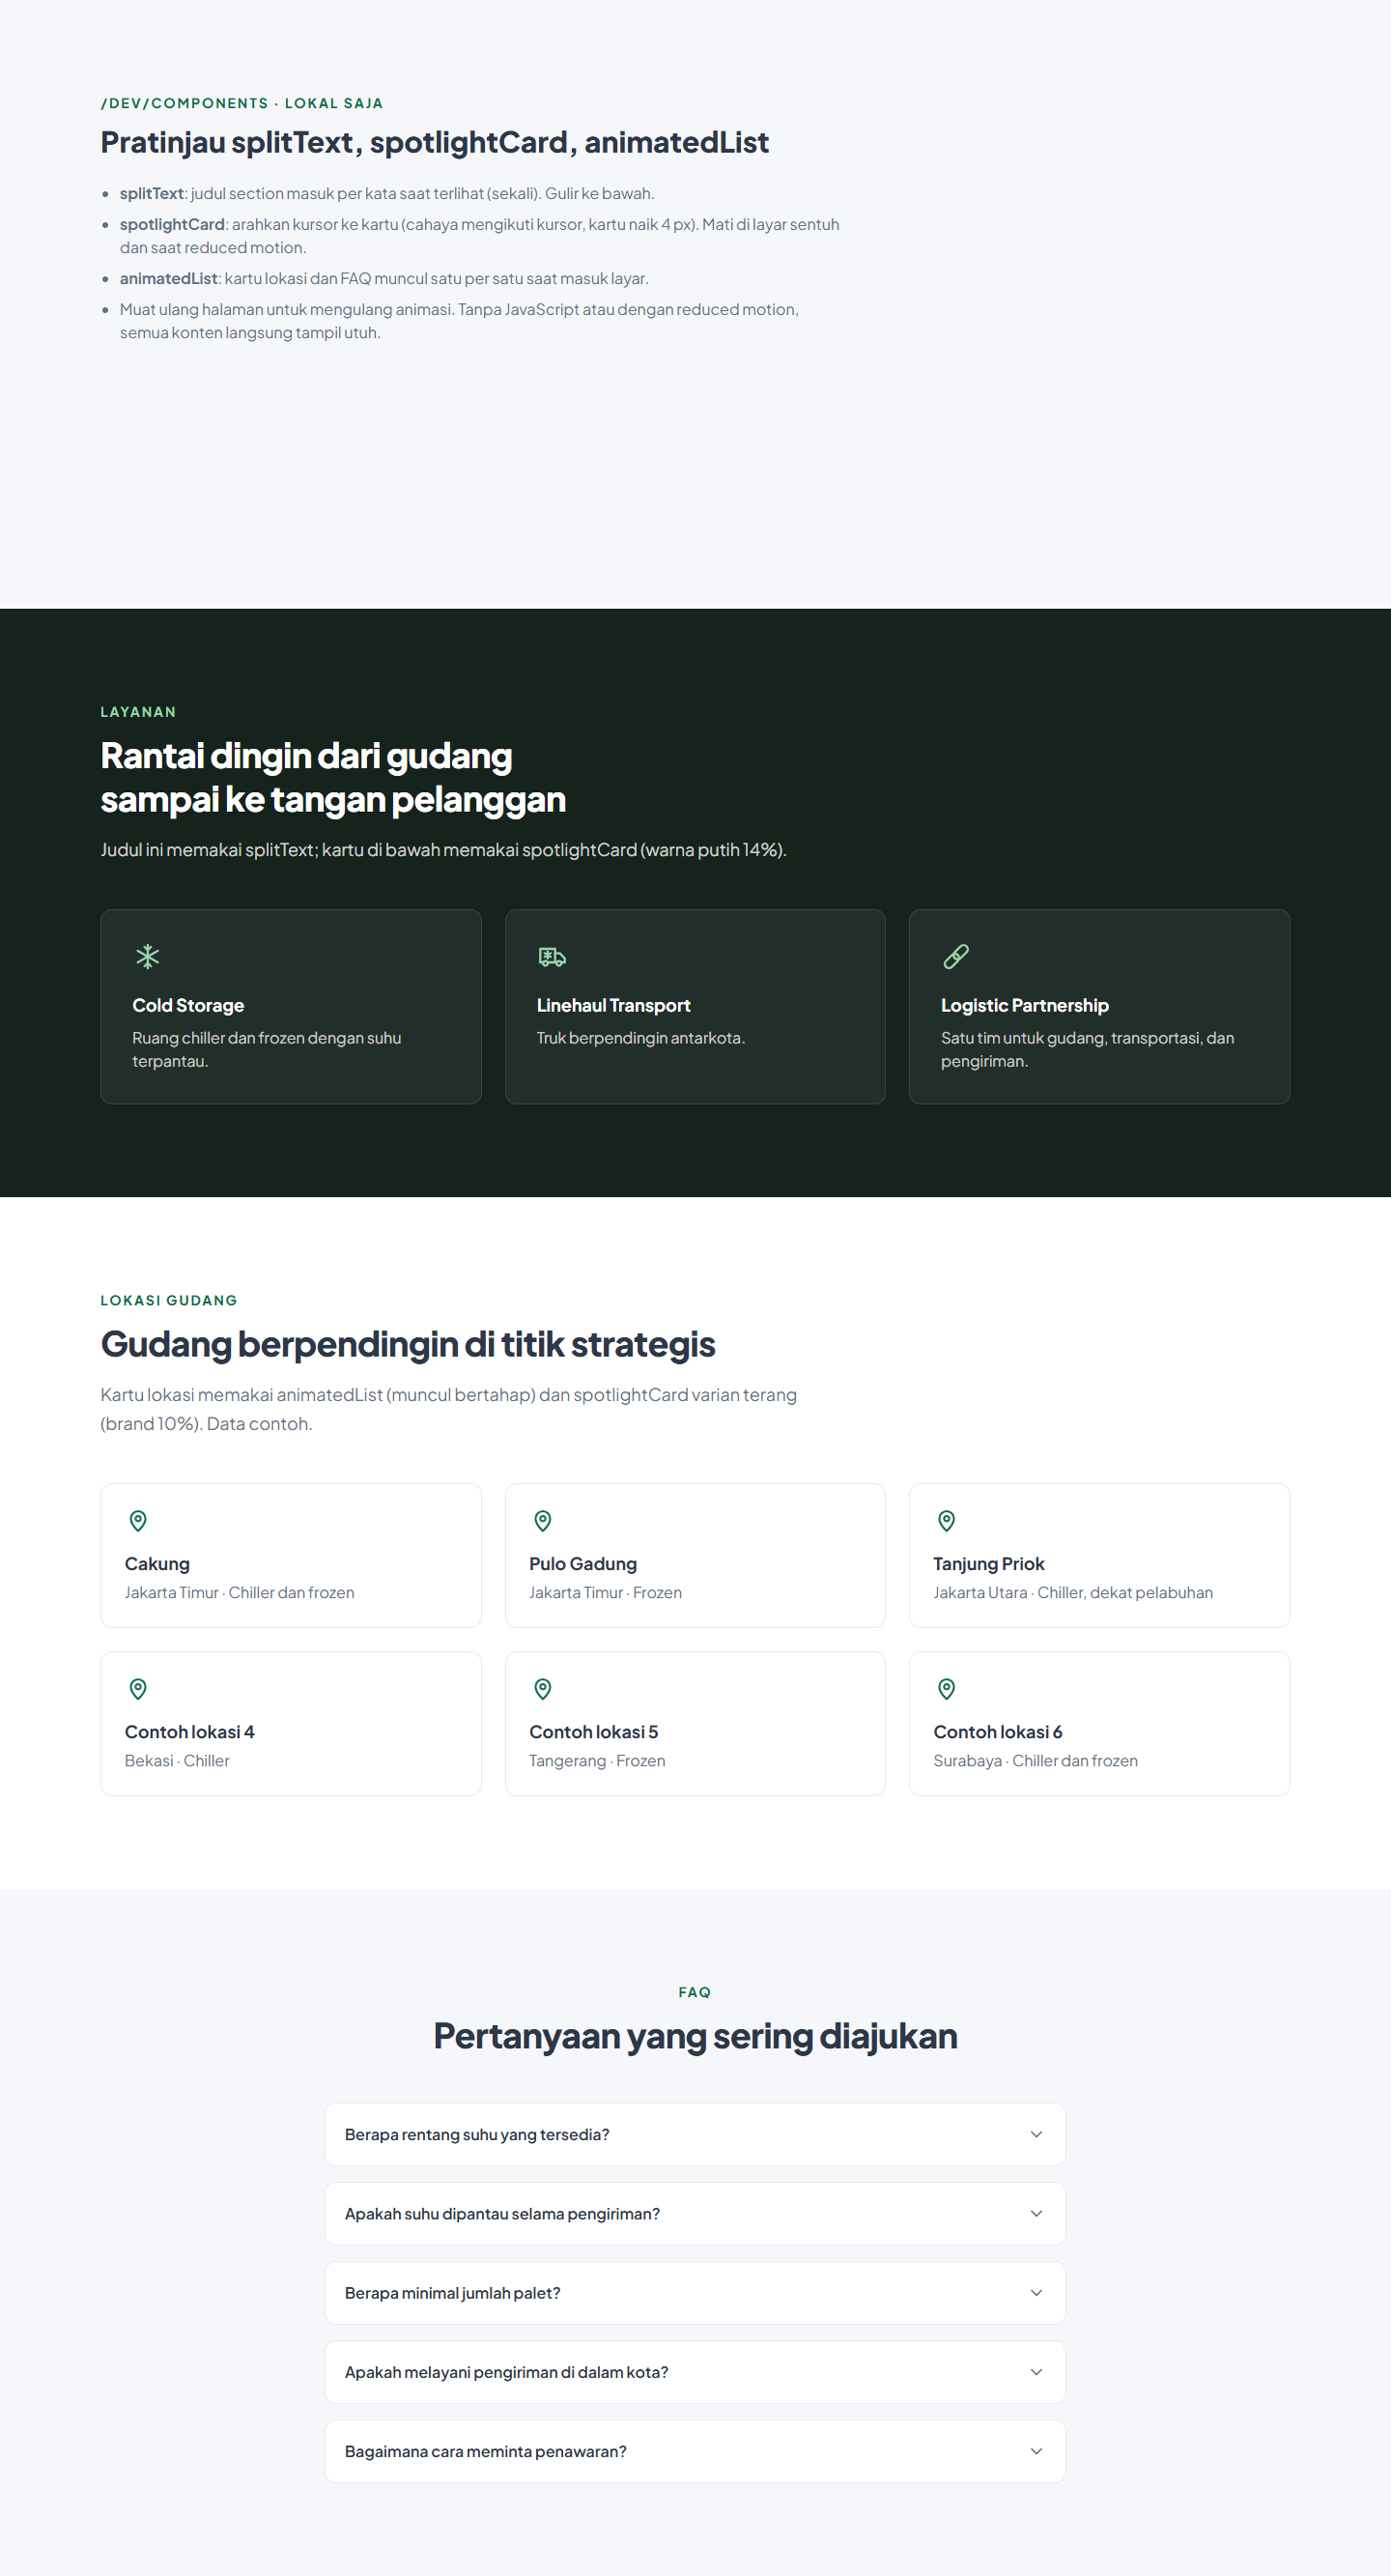 /DEV/COMPONENTS · LOKAL SAJA
Pratinjau splitText, spotlightCard, animatedList
• splitText: judul section masuk per kata saat terlihat (sekali). Gulir ke bawah.
• spotlightCard: arahkan kursor ke kartu (cahaya mengikuti kursor, kartu naik 4 px). Mati di layar sentuh
dan saat reduced motion.
• animatedList: kartu lokasi dan FAQ muncul satu per satu saat masuk layar.
• Muat ulang halaman untuk mengulang animasi. Tanpa JavaScript atau dengan reduced motion,
semua konten langsung tampil utuh.
LAYANAN
Rantai dingin dari gudang
sampai ke tangan pelanggan
Judul ini memakai splitText; kartu di bawah memakai spotlightCard (warna putih 14%).
Cold Storage
Ruang chiller dan frozen dengan suhu
terpantau.
Linehaul Transport
Truk berpendingin antarkota.
Logistic Partnership
Satu tim untuk gudang, transportasi, dan
pengiriman.
LOKASI GUDANG
Gudang berpendingin di titik strategis
Kartu lokasi memakai animatedList (muncul bertahap) dan spotlightCard varian terang
(brand 10%). Data contoh.
Cakung
Jakarta Timur · Chiller dan frozen
Pulo Gadung
Jakarta Timur · Frozen
Tanjung Priok
Jakarta Utara · Chiller, dekat pelabuhan
Contoh lokasi 4
Bekasi · Chiller
Contoh lokasi 5
Tangerang · Frozen
Contoh lokasi 6
Surabaya · Chiller dan frozen
FAQ
Pertanyaan yang sering diajukan
Berapa rentang suhu yang tersedia?
Apakah suhu dipantau selama pengiriman?
Berapa minimal jumlah palet?
Apakah melayani pengiriman di dalam kota?
Bagaimana cara meminta penawaran?